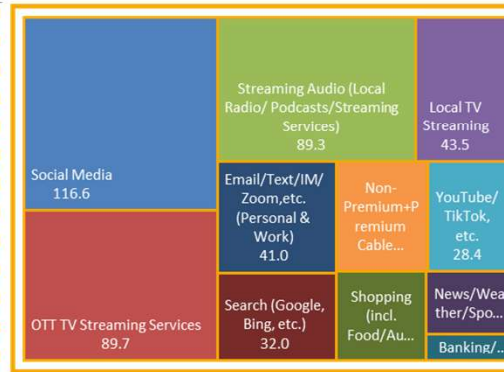 Social Media
116.6
OTT TV Streaming Services
89.7
Streaming Audio (Local
Radio/ Podcasts/Streaming
Services)
89.3
Local TV
Streaming
43.5
Email/Text/IM/
Zoom,etc.
(Personal &
Work)
41.0
Non-
Premium+P
remium
Cable...
YouTube/
TikTok,
etc.
28.4
Search (Google,
Bing, etc.)
32.0
Shopping
(incl.
Food/Au...
News/Wea
ther/Spo...
Banking/...